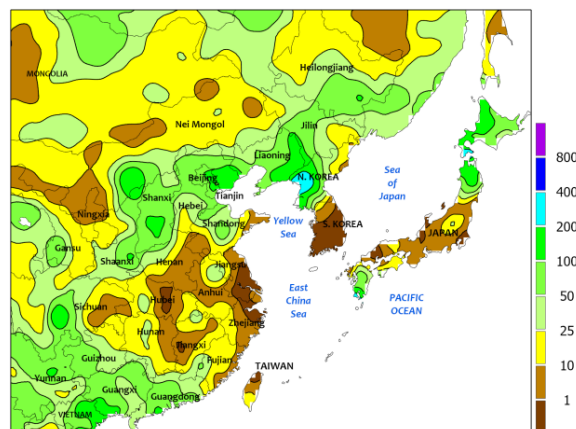 MONGOLIA
Heilongjiang
Nei Mongol
Jilin
Liaoning
Beijing
N. KOREA
Sea
of
Japan
Tianjin
Shanxi
Hebei
Ningxia
Shandong
Yellow
Sea
S. KOREA
JAPAN
Gansu
Shaanxi
Henan
Jiangsu
Anhui
East
China
Sea
PACIFIC
OCEAN
Sichuan
Hubei
Zhejiang
Hunan
Jiangxi
Guizhou
Fujian
TAIWAN
Yunnan
Guangxi
Guangdong
VIETNAM
800
400
200
100
50
25
10
1